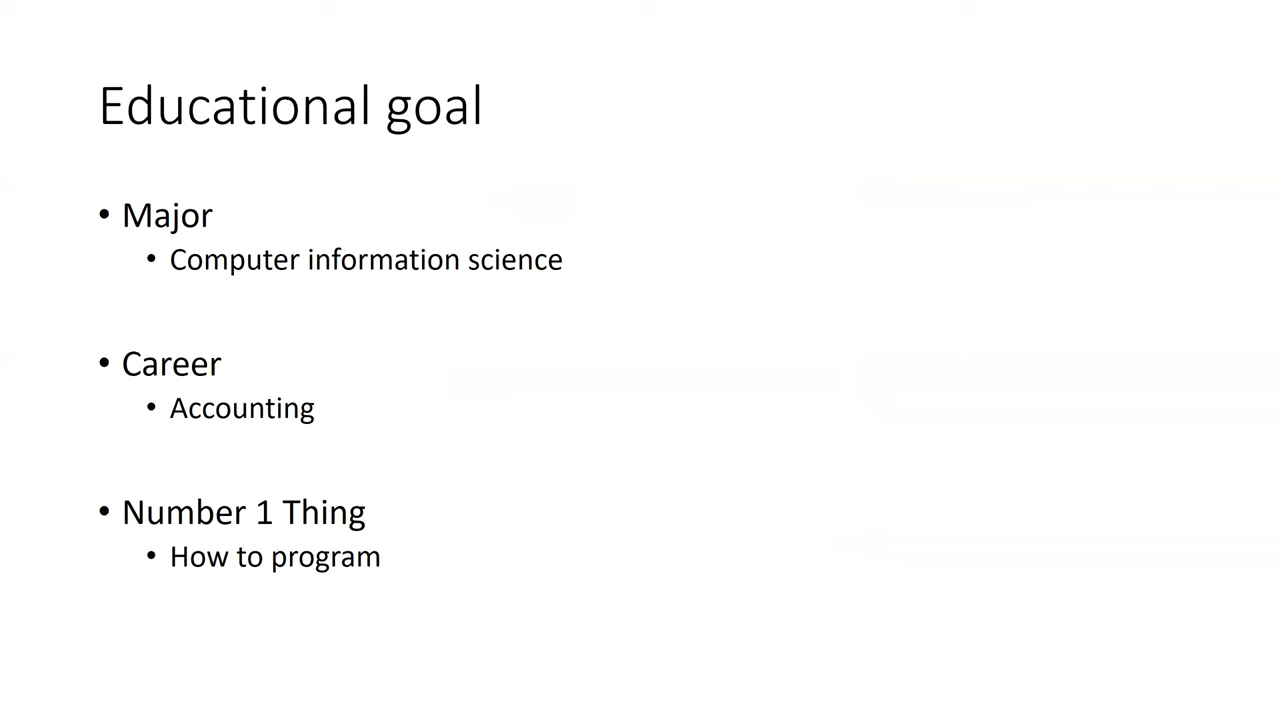 Educational goal
• Major
• Computer information science
• Career
• Accounting
• Number 1 Thing
• How to program